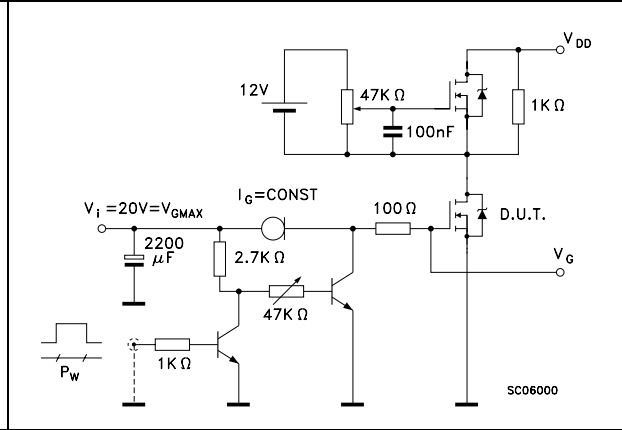 V DD
12V
47K Ω
1K Ω
100nF
I G =CONST
V i =20V=V GMAX
100 Ω
D.U.T.
2200
μF
2.7K Ω
V G
47K Ω
1K Ω
P W
SC06000